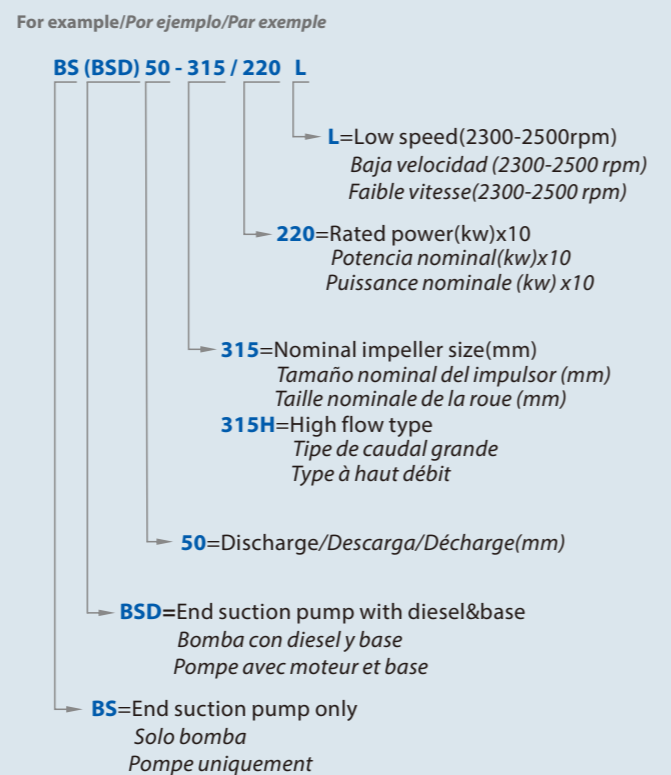 For example/Por ejemplo/Par exemple
BS (BSD) 50 - 315 / 220 L
L=Low speed(2300-2500rpm)
Baja velocidad (2300-2500 rpm)
Faible vitesse(2300-2500 rpm)
220=Rated power(kw)x10
Potencia nominal(kw)x10
Puissance nominale (kw) x10
315=Nominal impeller size(mm)
Tamaño nominal del impulsor (mm)
Taille nominale de la roue (mm)
315H=High flow type
Tipe de caudal grande
Type à haut débit
50=Discharge/Descarga/Décharge(mm)
BSD=End suction pump with diesel&base
Bomba con diesel y base
Pompe avec moteur et base
BS=End suction pump only
Solo bomba
Pompe uniquement